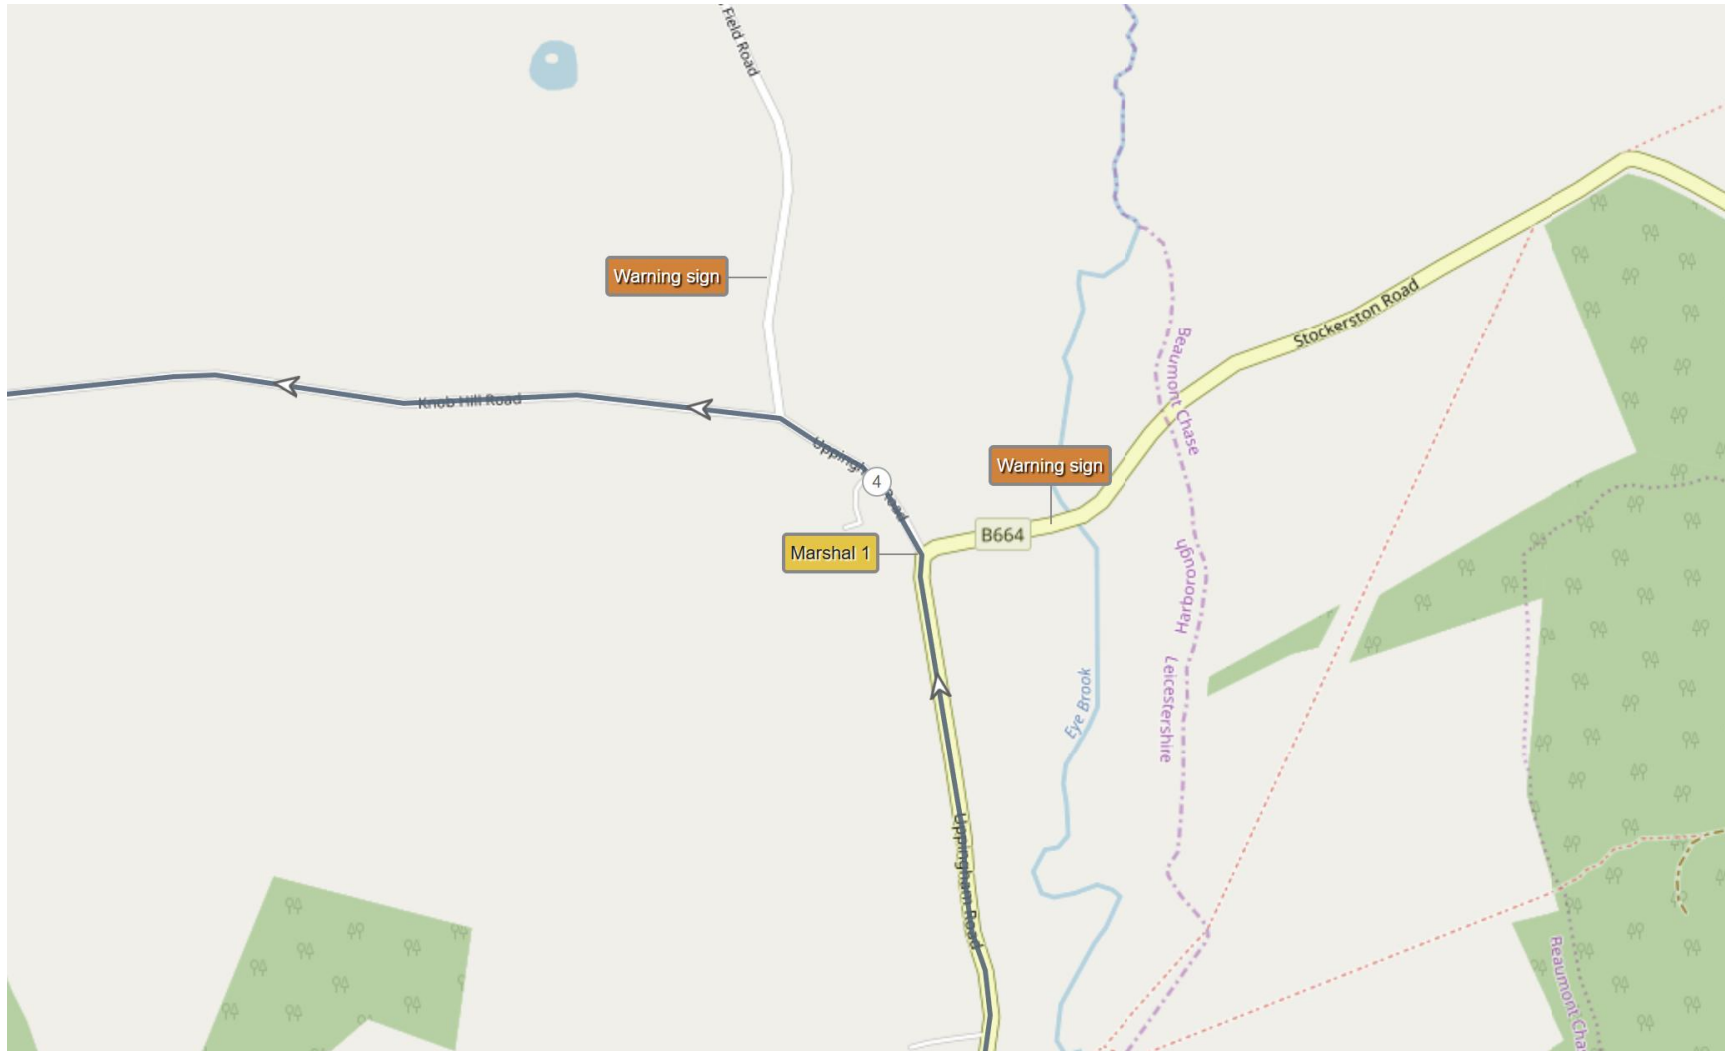 Field Road
Warning sign
Stockerston Road
Beaumont Chase
Knob Hill Road
Uppingham Road
4
Warning sign
B664
Marshal 1
Harborough
Leicestershire
Eye Brook
Uppingham Road
Beaumont Cha